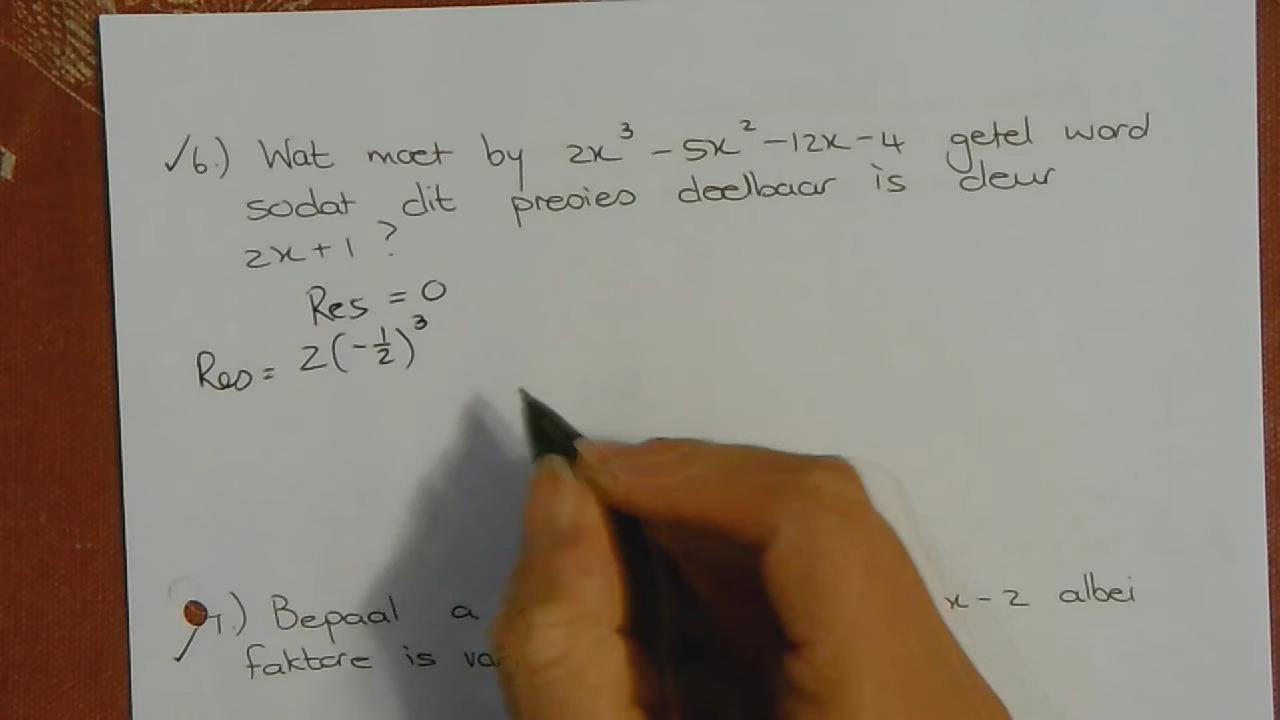 6.) Wat moet by 2x³ - 5x² - 12x - 4 getel word
sodat dit presies deelbaar is deur
2x + 1 ?
Res = 0
Res = 2(-½)³
7.) Bepaal a x - 2 albei
faktore is van